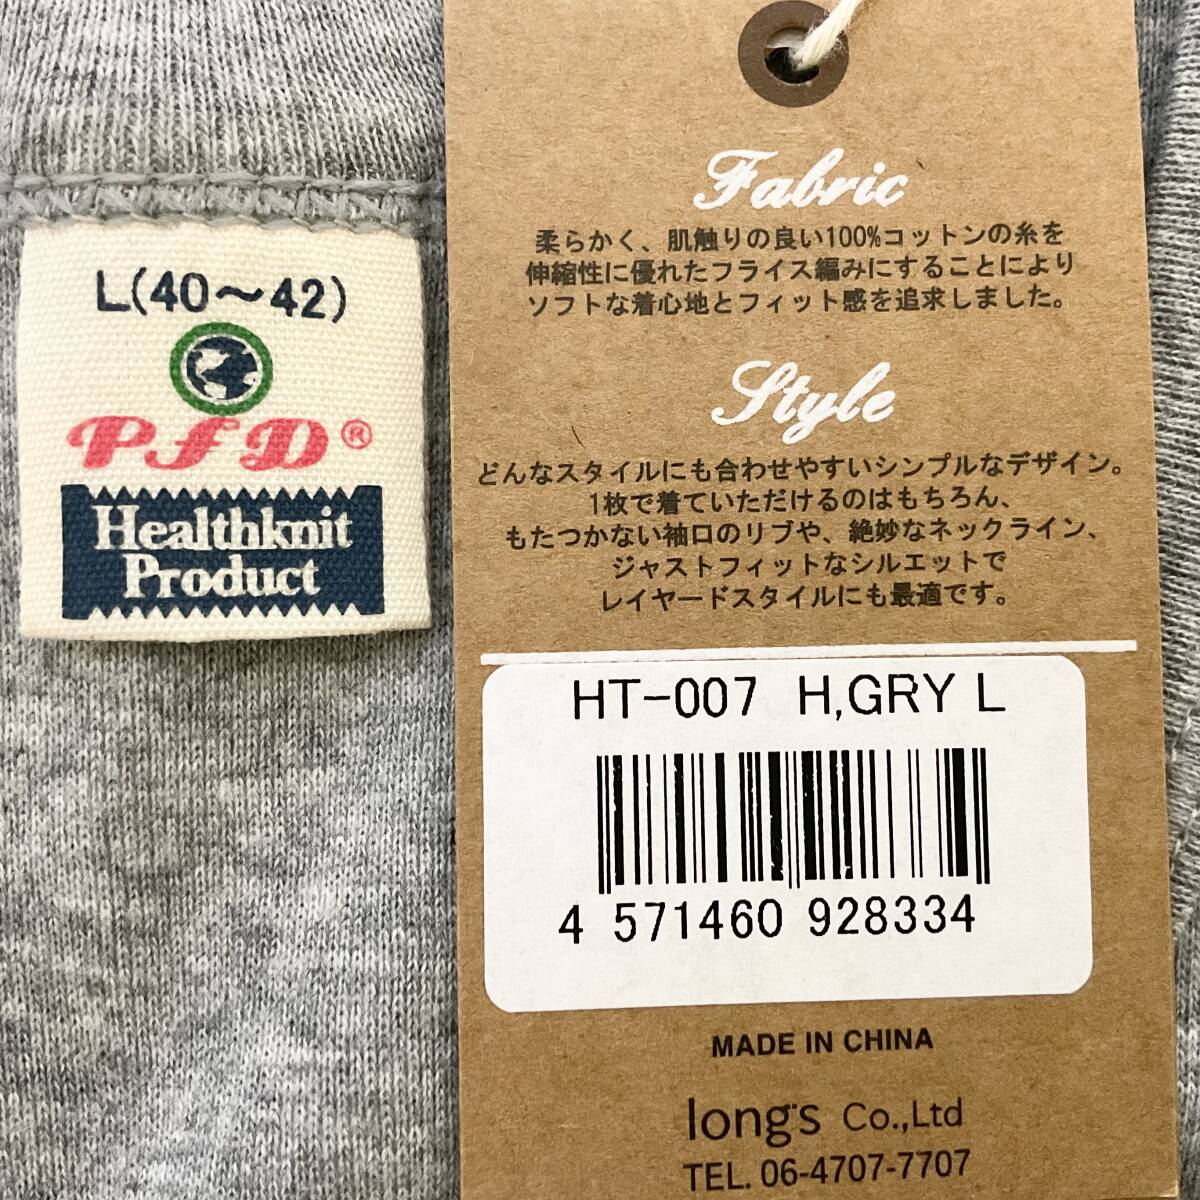 L(40～42)
PfD®
Healthknit
Product
Fabric
柔らかく、肌触りの良い100%コットンの糸を
伸縮性に優れたフライス編みにすることにより
ソフトな着心地とフィット感を追求しました。
Style
どんなスタイルにも合わせやすいシンプルなデザイン。
1枚で着ていただけるのはもちろん、
もたつかない袖口のリブや、絶妙なネックライン、
ジャストフィットなシルエットで
レイヤードスタイルにも最適です。
HT-007 H,GRY L
4 571460 928334
MADE IN CHINA
long's Co.,Ltd
TEL. 06-4707-7707